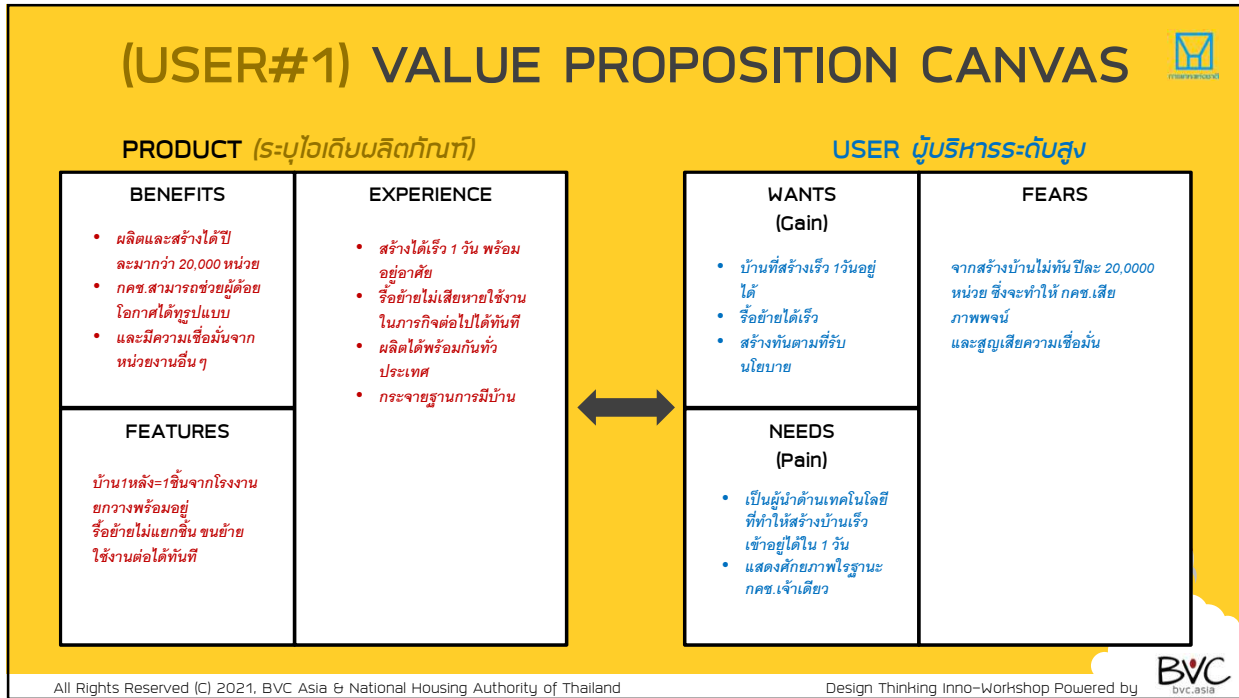 (USER#1) VALUE PROPOSITION CANVAS
การเคหะแห่งชาติ
PRODUCT (ระบุไอเดียผลิตภัณฑ์)
BENEFITS
• ผลิตและสร้างได้ ปี
ละมากว่า 20,000 หน่วย
• กคช.สามารถช่วยผู้ด้อย
โอกาสได้ทุรูปแบบ
• และมีความเชื่อมั่นจาก
หน่วยงานอื่น ๆ
EXPERIENCE
• สร้างได้เร็ว 1 วัน พร้อม
อยู่อาศัย
• รื้อย้ายไม่เสียหายใช้งาน
ในภารกิจต่อไปได้ทันที
• ผลิตได้พร้อมกันทั่ว
ประเทศ
• กระจายฐานการมีบ้าน
FEATURES
บ้าน1หลัง=1ชิ้นจากโรงงาน
ยกวางพร้อมอยู่
รื้อย้ายไม่แยกชิ้น ขนย้าย
ใช้งานต่อได้ทันที
USER ผู้บริหารระดับสูง
WANTS
(Gain)
• บ้านที่สร้างเร็ว 1วันอยู่
ได้
• รื้อย้ายได้เร็ว
• สร้างทันตามที่รับ
นโยบาย
FEARS
จากสร้างบ้านไม่ทัน ปีละ 20,0000
หน่วย ซึ่งจะทำให้ กคช.เสีย
ภาพพจน์
และสูญเสียความเชื่อมั่น
NEEDS
(Pain)
• เป็นผู้นำด้านเทคโนโลยี
ที่ทำให้สร้างบ้านเร็ว
เข้าอยู่ได้ใน 1 วัน
• แสดงศักยภาพใรฐานะ
กคช.เจ้าเดียว
All Rights Reserved (C) 2021, BVC Asia & National Housing Authority of Thailand
Design Thinking Inno-Workshop Powered by
BVC
bvc.asia